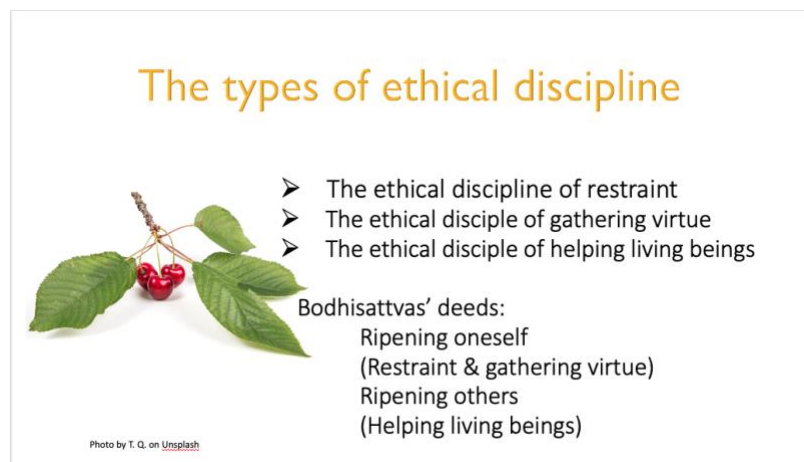 The types of ethical discipline
➢ The ethical discipline of restraint
➢ The ethical disciple of gathering virtue
➢ The ethical disciple of helping living beings
Bodhisattvas’ deeds:
Ripening oneself
(Restraint & gathering virtue)
Ripening others
(Helping living beings)
Photo by T. Q. on Unsplash